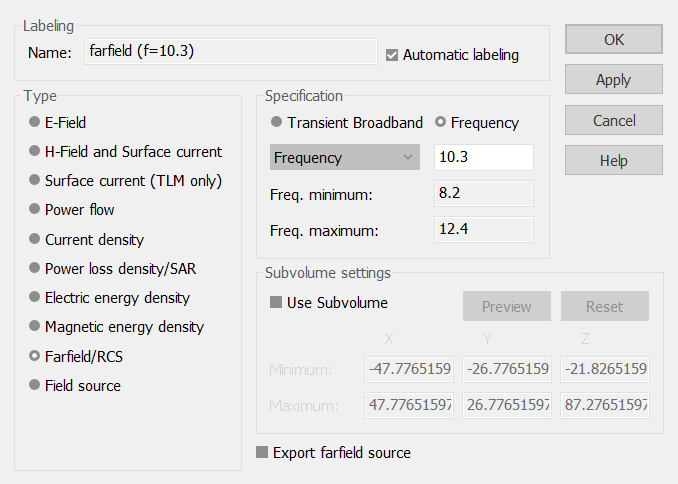 Labeling
Name: farfield (f=10.3) Automatic labeling
OK
Apply
Cancel
Help
Type
E-Field
H-Field and Surface current
Surface current (TLM only)
Power flow
Current density
Power loss density/SAR
Electric energy density
Magnetic energy density
Farfield/RCS
Field source
Specification
Transient Broadband Frequency
Frequency 10.3
Freq. minimum: 8.2
Freq. maximum: 12.4
Subvolume settings
Use Subvolume Preview Reset
X Y Z
Minimum: -47.7765159 -26.7765159 -21.8265159
Maximum: 47.77651597 26.77651597 87.27651597
Export farfield source